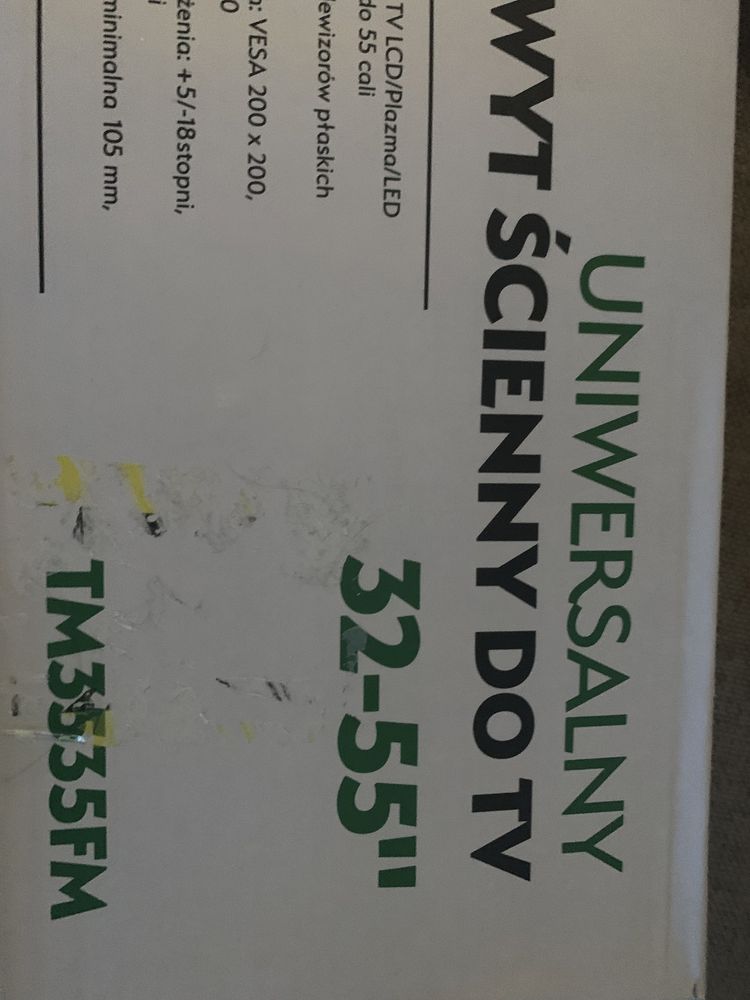 UNIWERSALNY
WYT ŚCIENNY DO TV
TV LCD/Plazma/LED
do 55 cali
ewizorów płaskich
: VESA 200 x 200,
0
żenia: +5/-18stopni,
i
minimalna 105 mm,
32-55"
TM3535FM